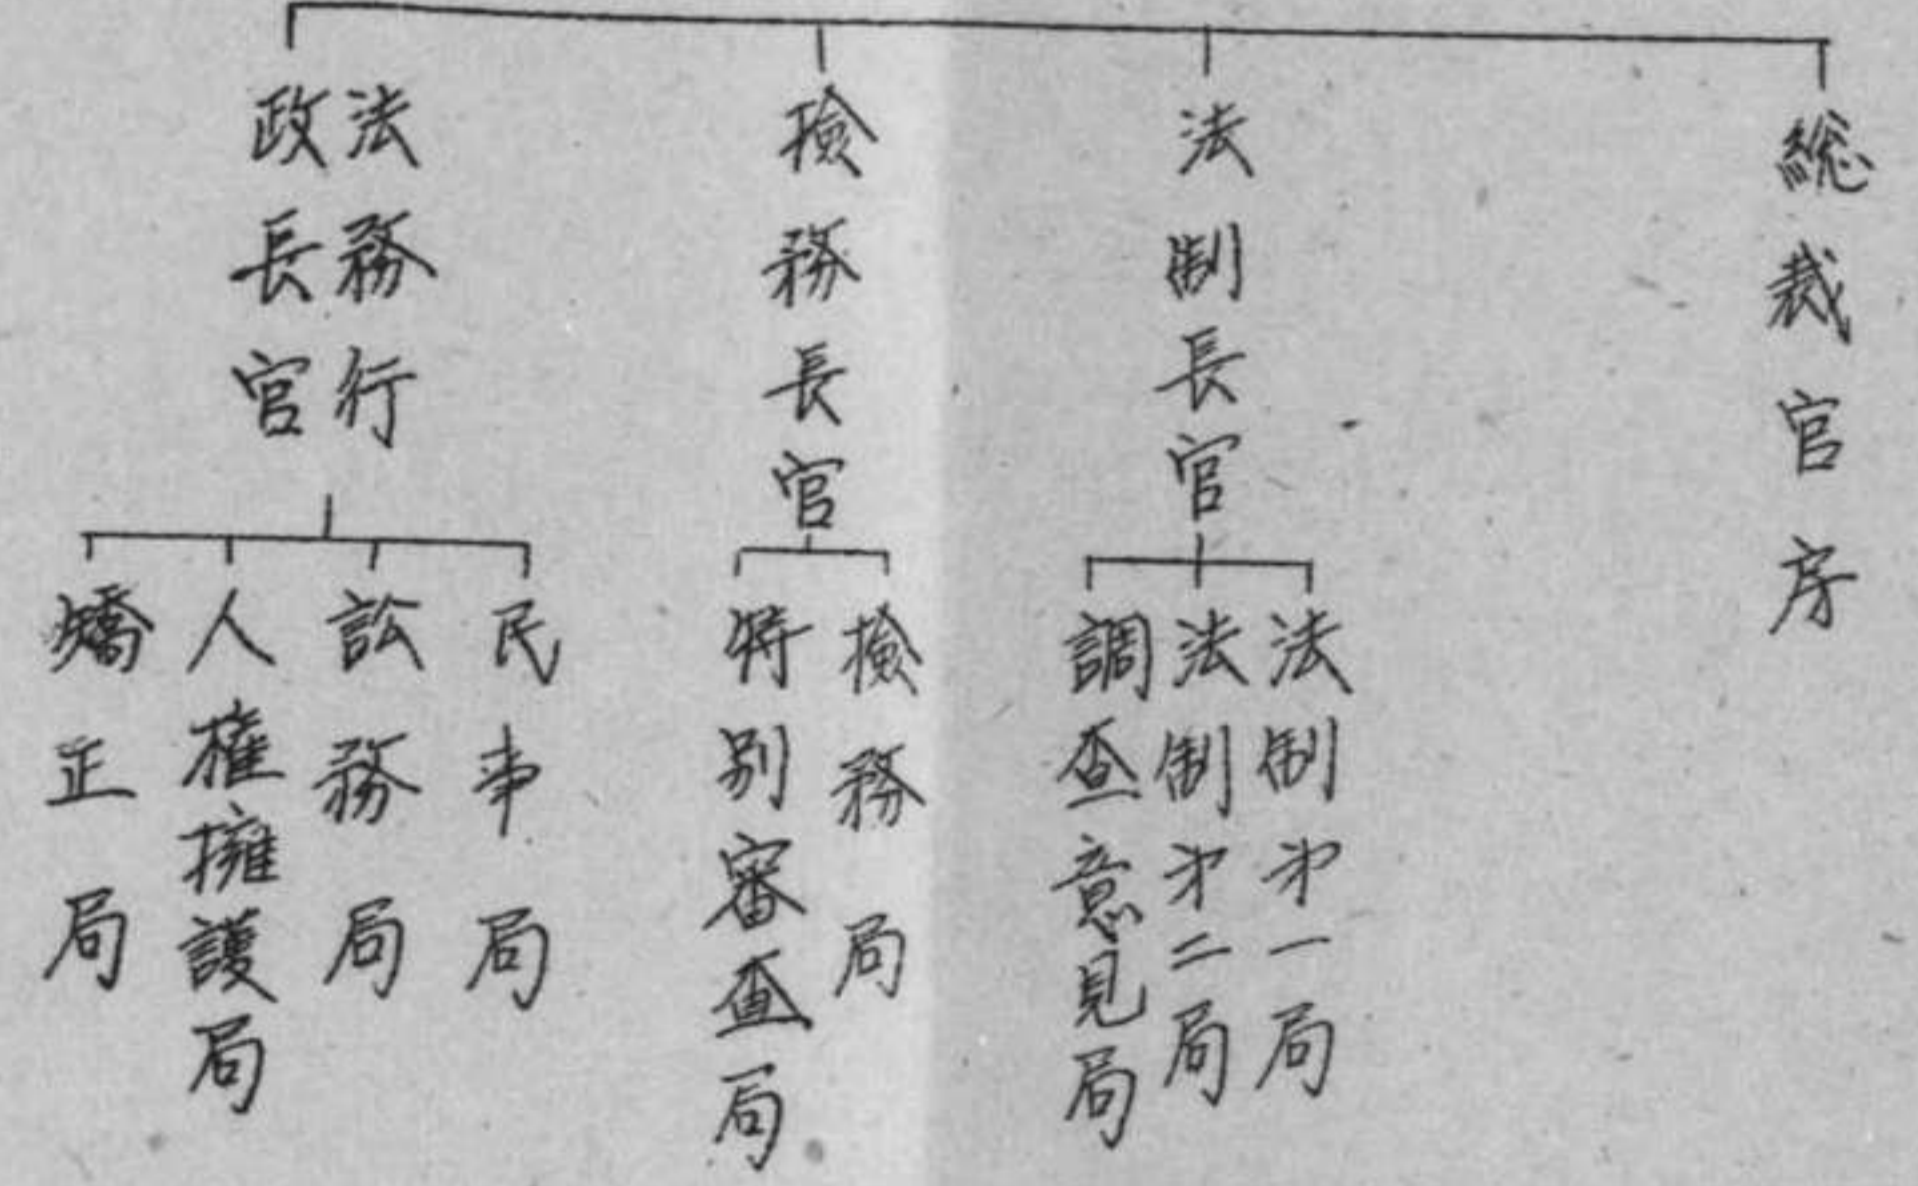 総裁官房
法制長官
法制第一局
法制第二局
調査意見局
検務長官
検務局
特別審査局
法務行
政長官
民事局
訟務局
人権擁護局
矯正局